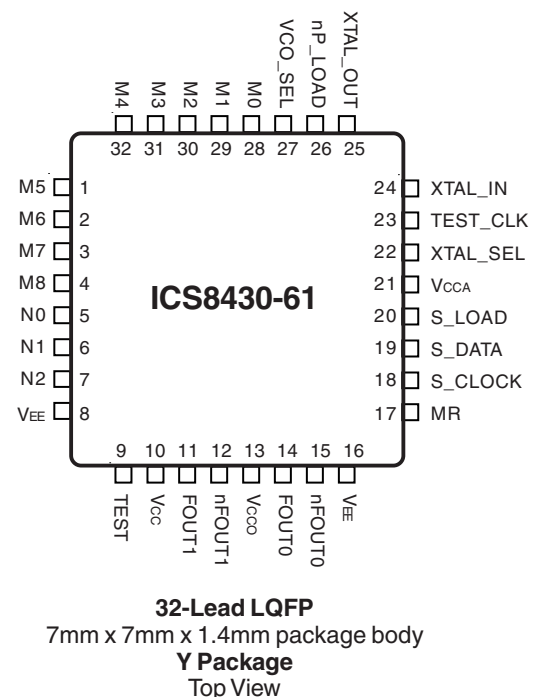 M4 M3 M2 M1 M0 VCO_SEL nP_LOAD XTAL_OUT
32 31 30 29 28 27 26 25
M5 1
M6 2
M7 3
M8 4
N0 5
N1 6
N2 7
VEE 8
ICS8430-61
24 XTAL_IN
23 TEST_CLK
22 XTAL_SEL
21 VCCA
20 S_LOAD
19 S_DATA
18 S_CLOCK
17 MR
9 10 11 12 13 14 15 16
TEST VCC FOUT1 nFOUT1 VCCO FOUT0 nFOUT0 VEE
32-Lead LQFP
7mm x 7mm x 1.4mm package body
Y Package
Top View